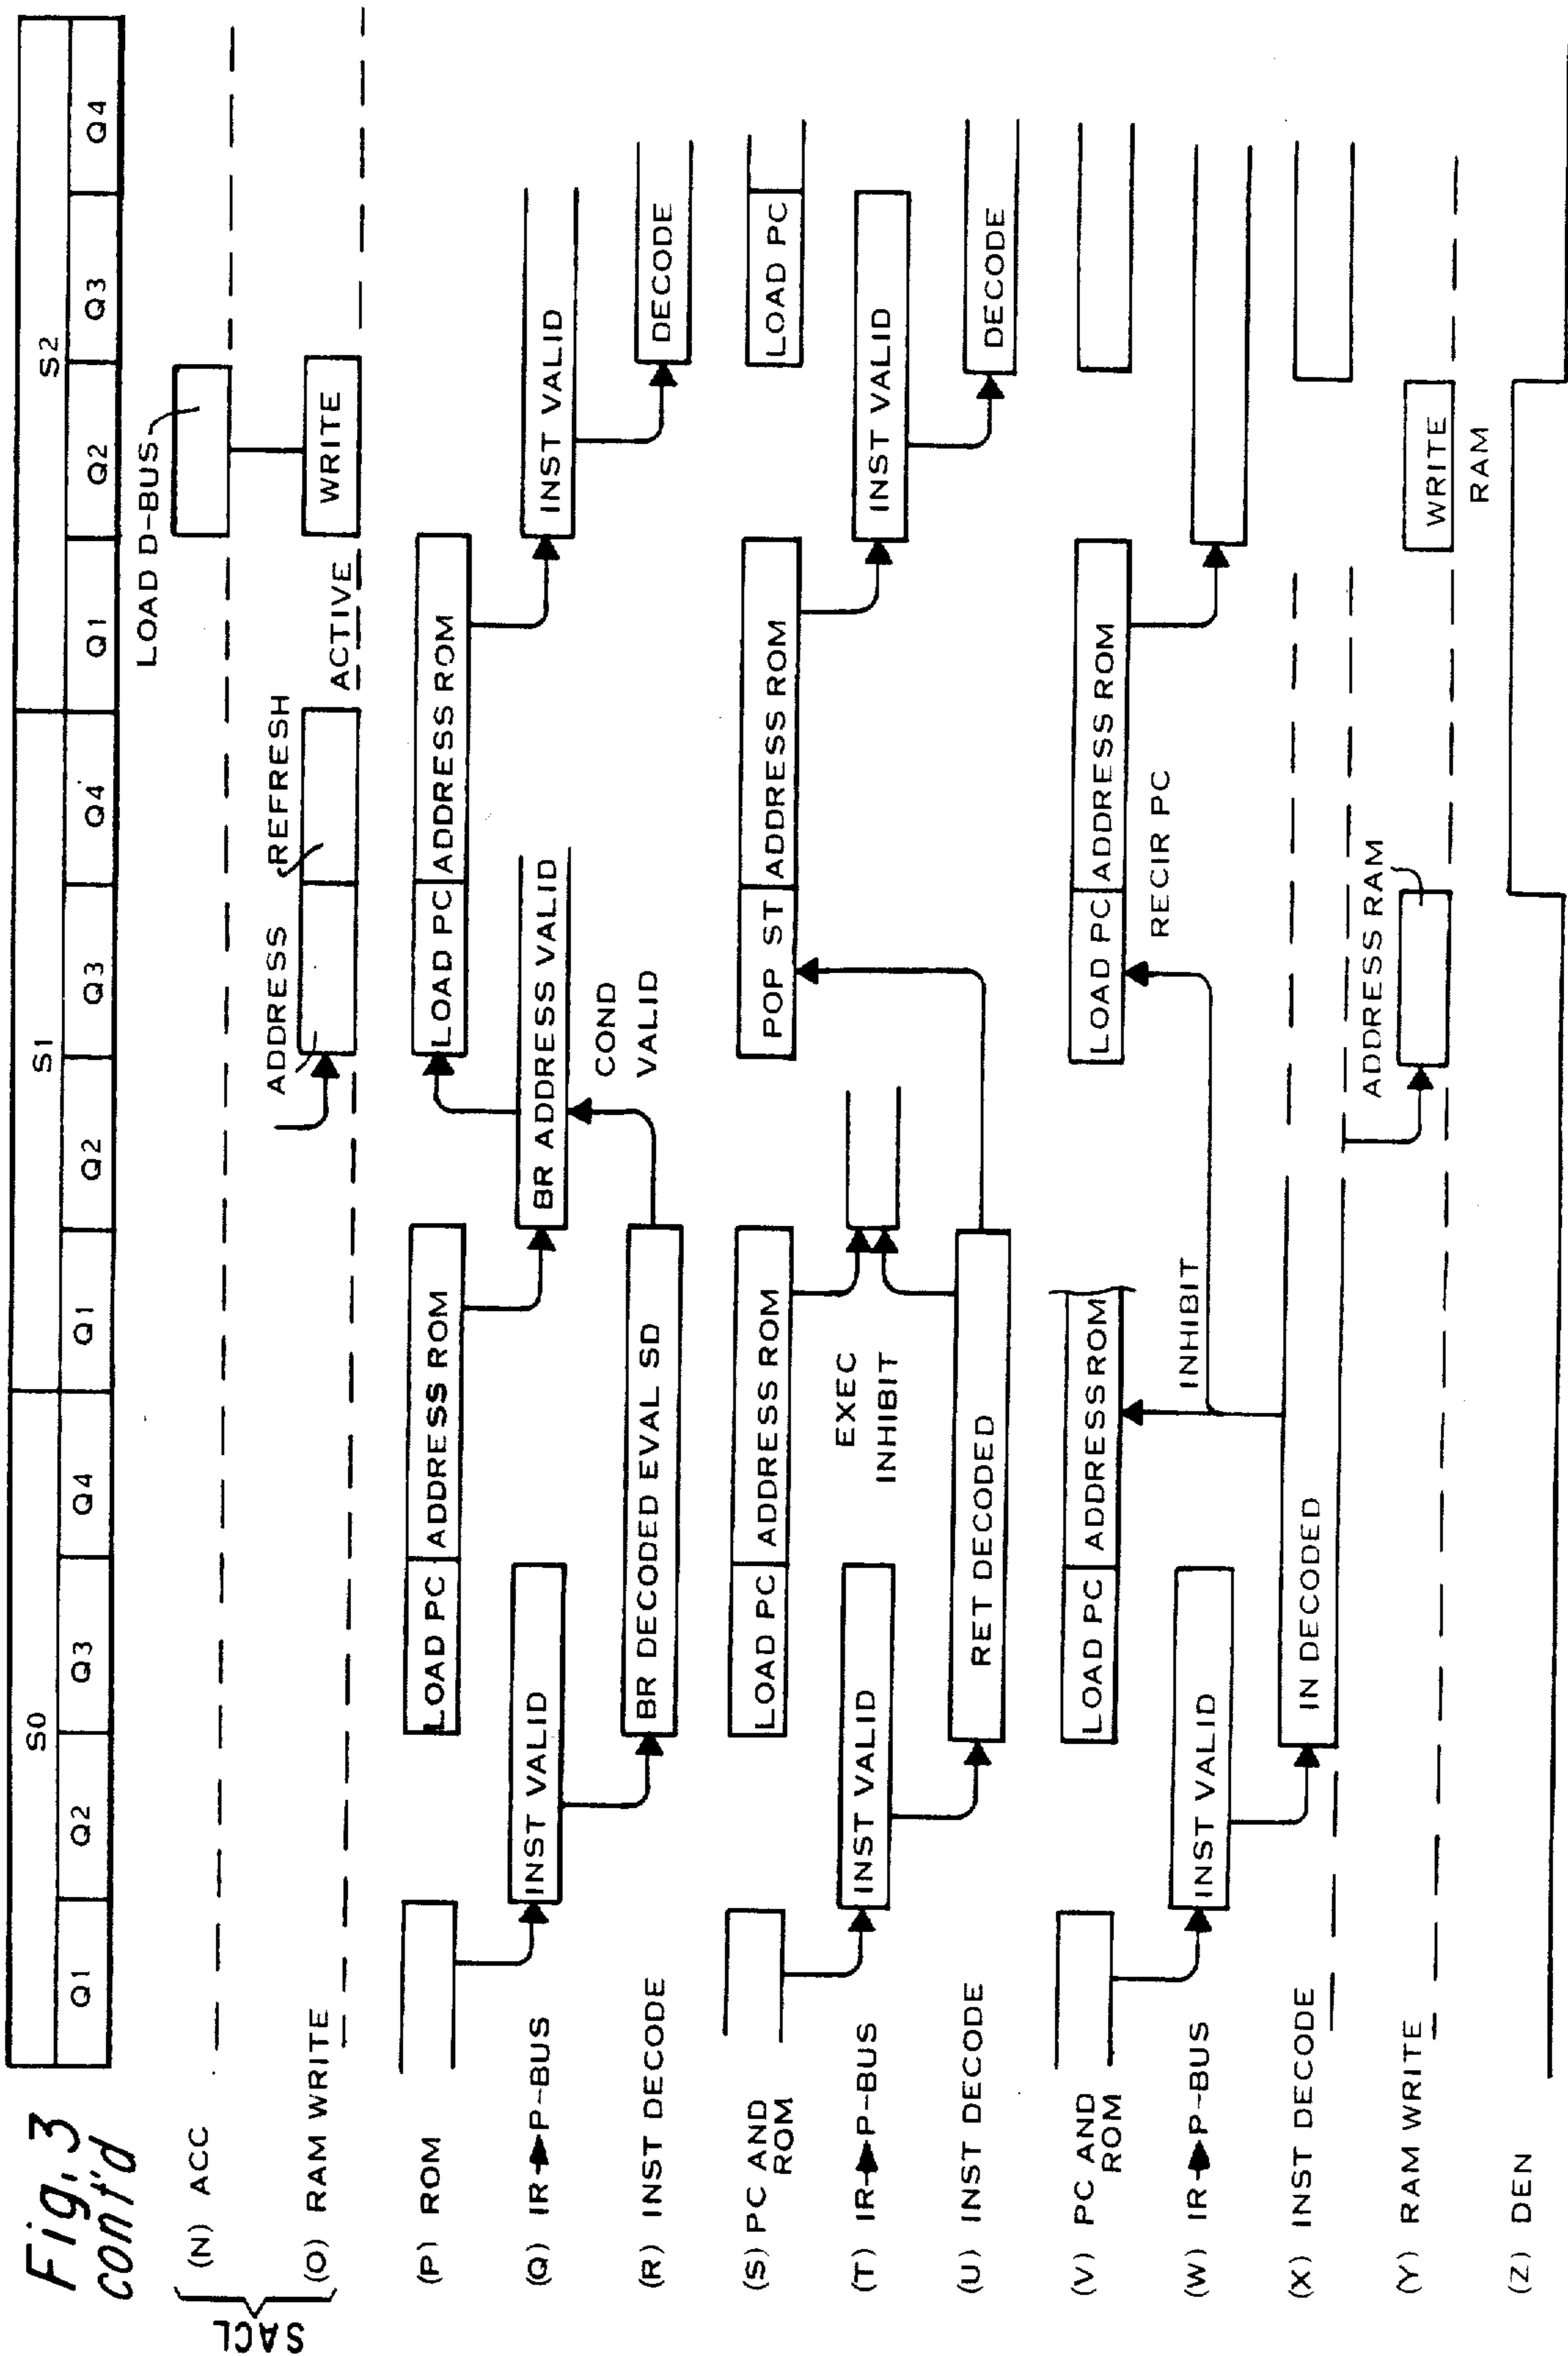 Fig. 3
cont'd
S0 S1 S2
Q1 Q2 Q3 Q4 Q1 Q2 Q3 Q4 Q1 Q2 Q3 Q4
SACL
(N) ACC
LOAD D-BUS
(O) RAM WRITE
ADDRESS
REFRESH
ACTIVE
WRITE
(P) ROM
LOAD PC ADDRESS ROM
LOAD PC ADDRESS ROM
(Q) IR→P-BUS
INST VALID
BR ADDRESS VALID
INST VALID
COND
VALID
(R) INST DECODE
BR DECODED EVAL SD
DECODE
(S) PC AND
ROM
LOAD PC ADDRESS ROM
POP ST ADDRESS ROM
LOAD PC
(T) IR→P-BUS
INST VALID
EXEC
INHIBIT
INST VALID
(U) INST DECODE
RET DECODED
DECODE
(V) PC AND
ROM
LOAD PC ADDRESS ROM
LOAD PC ADDRESS ROM
RECIR PC
(W) IR→P-BUS
INST VALID
INHIBIT
(X) INST DECODE
IN DECODED
(Y) RAM WRITE
ADDRESS RAM
WRITE
RAM
(Z) DEN